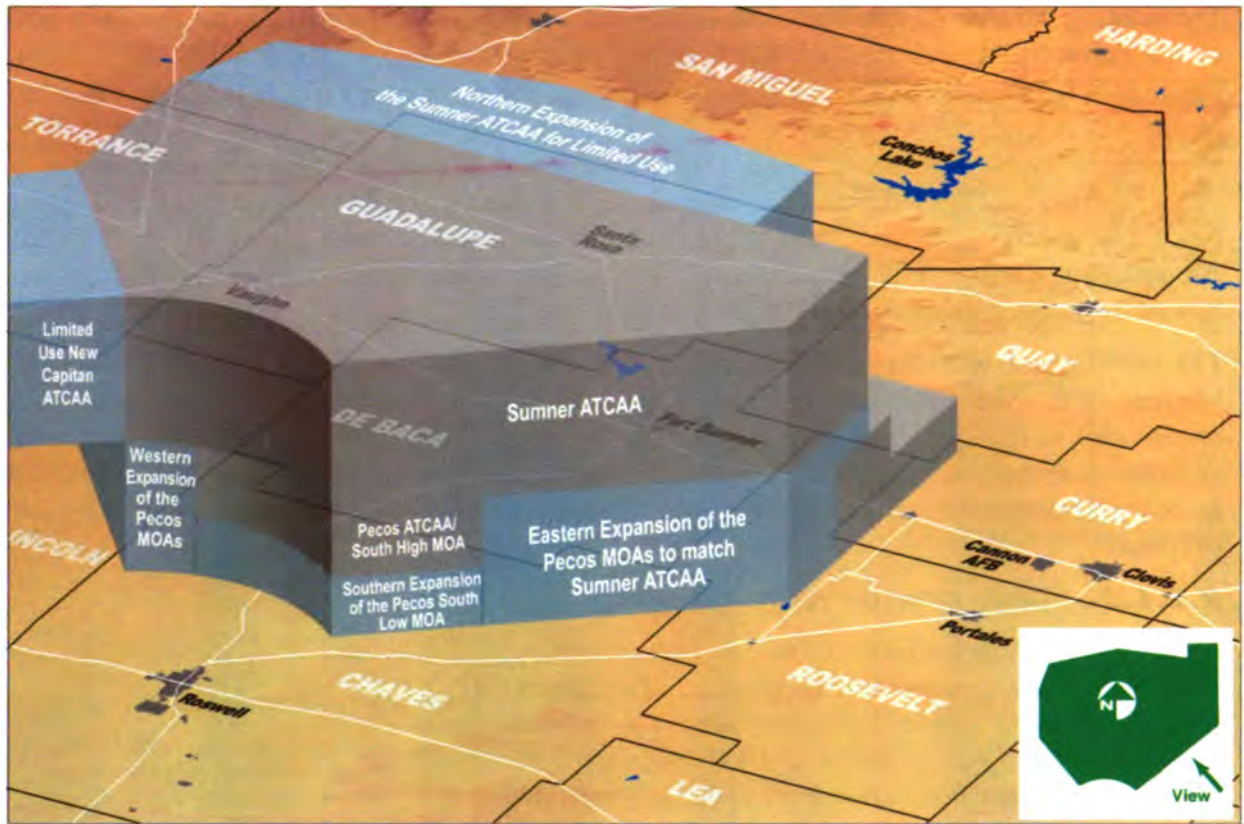 HARDING
SAN MIGUEL
Northern Expansion of
the Sumner ATCAA for Limited Use
TORRANCE
Conchos
Lake
GUADALUPE
Santa
Rosa
Vaughn
Limited
Use New
Capitan
ATCAA
QUAY
Sumner ATCAA
DE BACA
Fort Sumner
Western
Expansion
of the
Pecos
MOAs
Pecos ATCAA/
South High MOA
Eastern Expansion of the
Pecos MOAs to match
Sumner ATCAA
CURRY
INCOLN
Cannon
AFB
Clovis
Southern Expansion
of the Pecos South
Low MOA
Portales
CHAVES
ROOSEVELT
Roswell
N
LEA
View